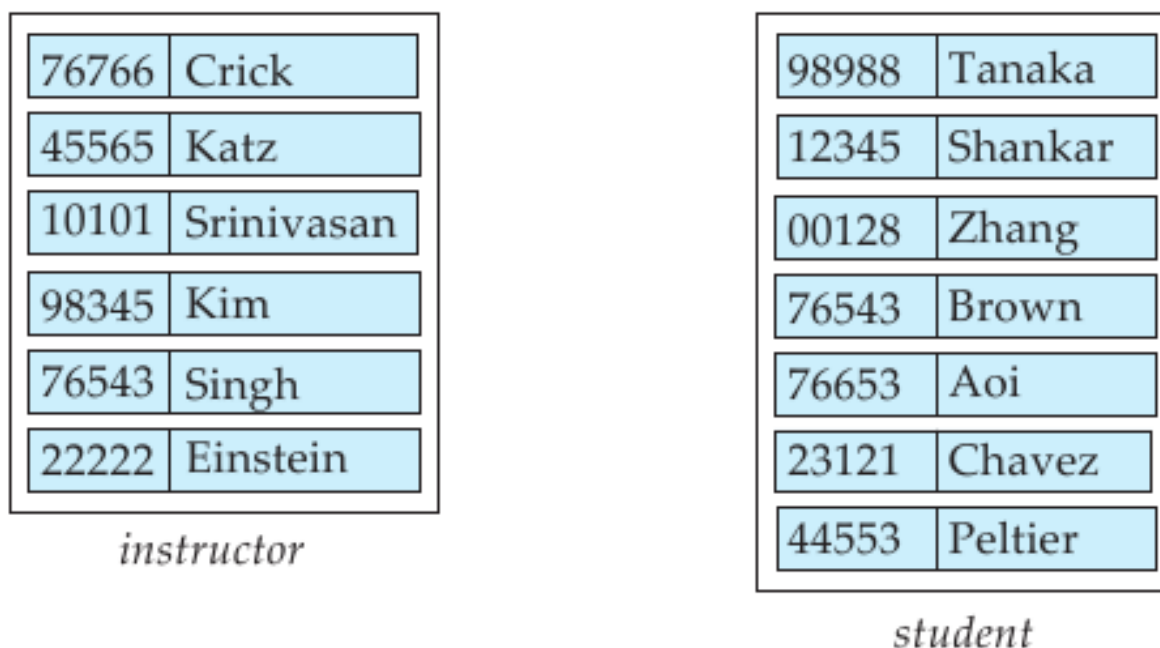 76766 Crick
45565 Katz
10101 Srinivasan
98345 Kim
76543 Singh
22222 Einstein
instructor
98988 Tanaka
12345 Shankar
00128 Zhang
76543 Brown
76653 Aoi
23121 Chavez
44553 Peltier
student